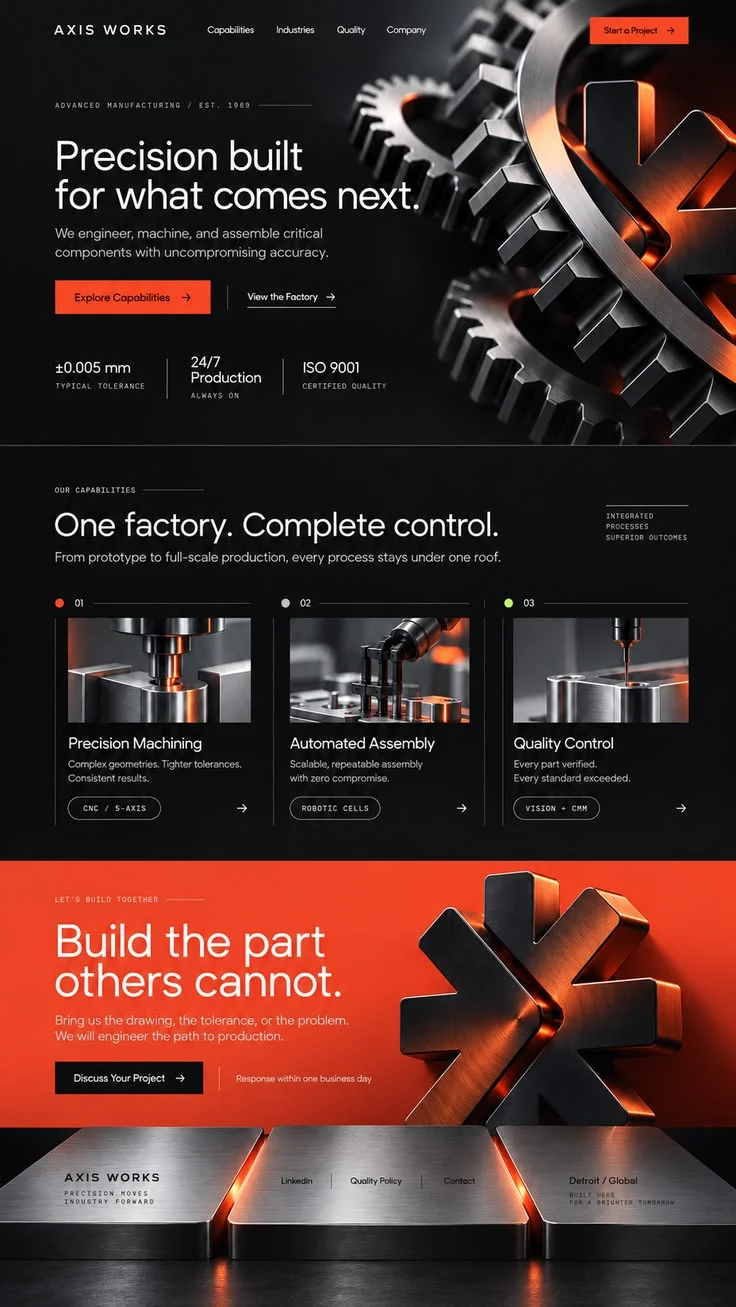 AXIS WORKS
Capabilities
Industries
Quality
Company
Start a Project →
ADVANCED MANUFACTURING / EST. 1989
Precision built
for what comes next.
We engineer, machine, and assemble critical
components with uncompromising accuracy.
Explore Capabilities →
View the Factory →
±0.005 mm
TYPICAL TOLERANCE
24/7
Production
ALWAYS ON
ISO 9001
CERTIFIED QUALITY
OUR CAPABILITIES
One factory. Complete control.
From prototype to full-scale production, every process stays under one roof.
INTEGRATED
PROCESSES
SUPERIOR OUTCOMES
01
Precision Machining
Complex geometries. Tighter tolerances.
Consistent results.
CNC / 5-AXIS →
02
Automated Assembly
Scalable, repeatable assembly
with zero compromise.
ROBOTIC CELLS →
03
Quality Control
Every part verified.
Every standard exceeded.
VISION + CMM →
LET'S BUILD TOGETHER
Build the part
others cannot.
Bring us the drawing, the tolerance, or the problem.
We will engineer the path to production.
Discuss Your Project →
Response within one business day
AXIS WORKS
PRECISION MOVES
INDUSTRY FORWARD
LinkedIn
Quality Policy
Contact
Detroit / Global
BUILT HERE
FOR A BRIGHTER TOMORROW